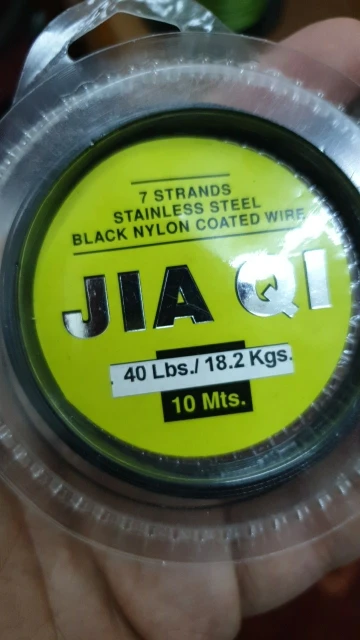 7 STRANDS
STAINLESS STEEL
BLACK NYLON COATED WIRE
JIA QI
40 Lbs./ 18.2 Kgs.
10 Mts.